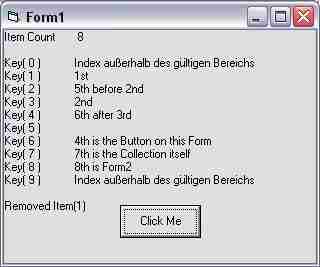 Form1
Item Count 8
Key( 0 ) Index außerhalb des gültigen Bereichs
Key( 1 ) 1st
Key( 2 ) 5th before 2nd
Key( 3 ) 2nd
Key( 4 ) 6th after 3rd
Key( 5 )
Key( 6 ) 4th is the Button on this Form
Key( 7 ) 7th is the Collection itself
Key( 8 ) 8th is Form2
Key( 9 ) Index außerhalb des gültigen Bereichs
Removed Item(1)
Click Me